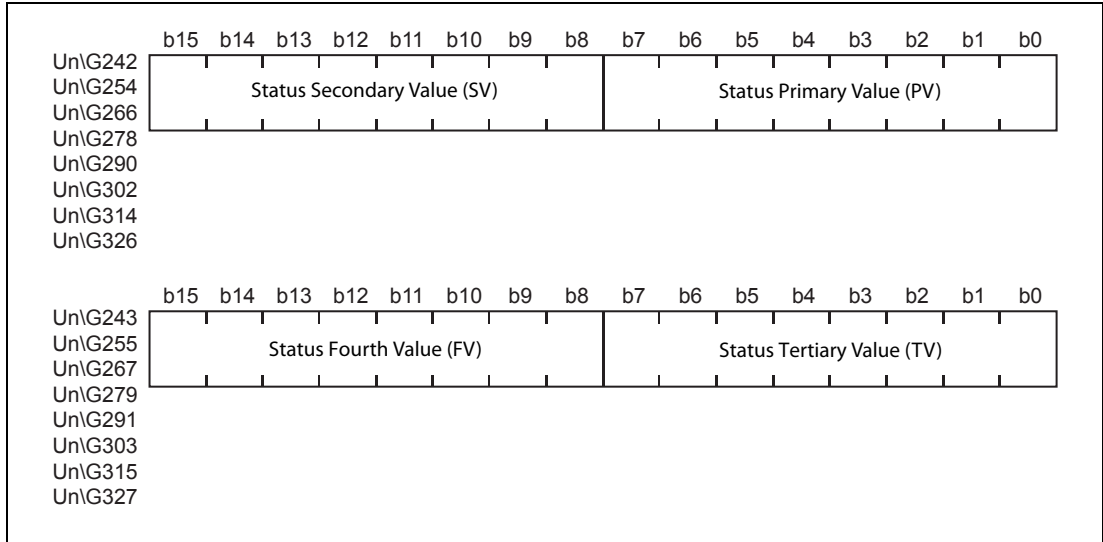 b15 b14 b13 b12 b11 b10 b9 b8 b7 b6 b5 b4 b3 b2 b1 b0
Un\G242
Un\G254 Status Secondary Value (SV) Status Primary Value (PV)
Un\G266
Un\G278
Un\G290
Un\G302
Un\G314
Un\G326
b15 b14 b13 b12 b11 b10 b9 b8 b7 b6 b5 b4 b3 b2 b1 b0
Un\G243
Un\G255 Status Fourth Value (FV) Status Tertiary Value (TV)
Un\G267
Un\G279
Un\G291
Un\G303
Un\G315
Un\G327